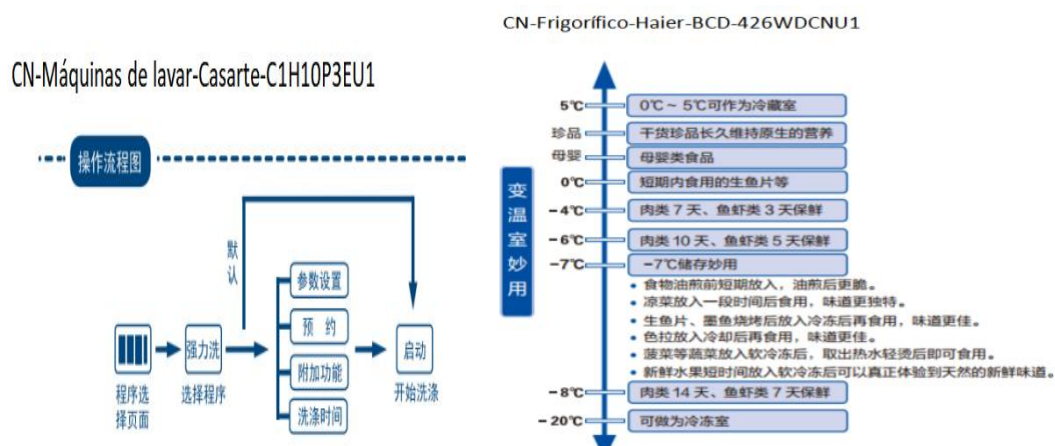 CN-Máquinas de lavar-Casarte-C1H10P3EU1
操作流程图
默认
程序选择页面
强力洗
选择程序
参数设置
预 约
附加功能
洗涤时间
启动
开始洗涤
CN-Frigorífico-Haier-BCD-426WDCNU1
变温室妙用
5℃ 0℃ ~ 5℃可作为冷藏室
珍品 干货珍品长久维持原生的营养
母婴 母婴类食品
0℃ 短期内食用的生鱼片等
-4℃ 肉类 7 天、鱼虾类 3 天保鲜
-6℃ 肉类 10 天、鱼虾类 5 天保鲜
-7℃ -7℃储存妙用
• 食物油煎前短期放入，油煎后更脆。
• 凉菜放入一段时间后食用，味道更独特。
• 生鱼片、墨鱼烧烤后放入冷冻后再食用，味道更佳。
• 色拉放入冷却后再食用，味道更佳。
• 菠菜等蔬菜放入软冷冻后，取出热水轻烫后即可食用。
• 新鲜水果短时间放入软冷冻后可以真正体验到天然的新鲜味道。
-8℃ 肉类 14 天、鱼虾类 7 天保鲜
-20℃ 可做为冷冻室